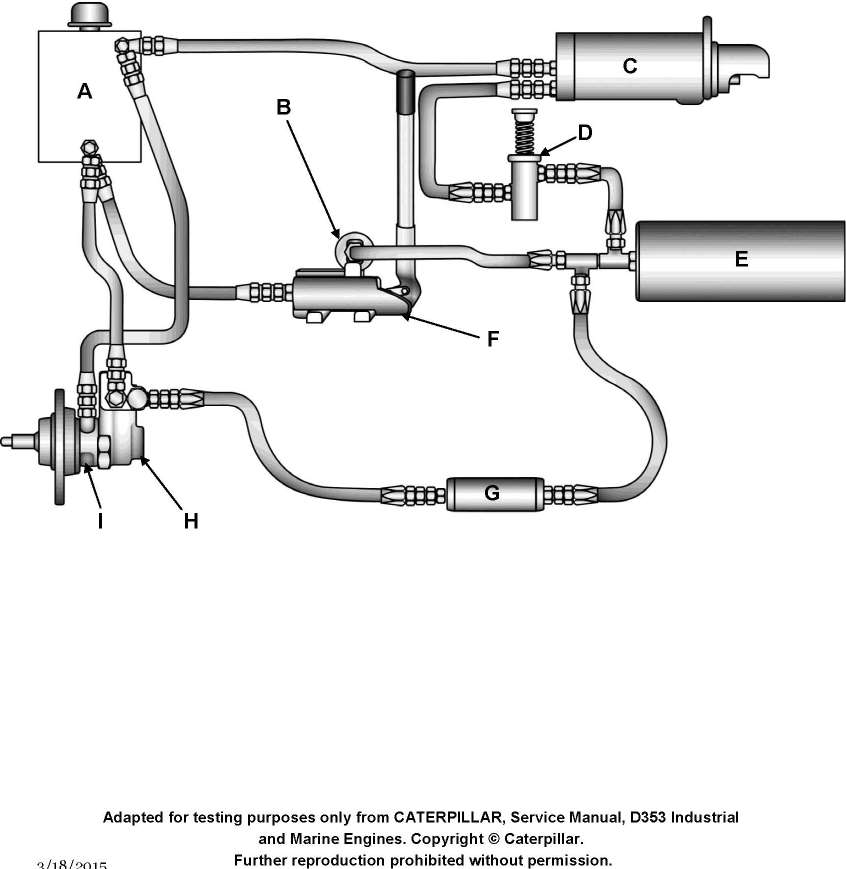 A
B
C
D
E
F
G
H
I
Adapted for testing purposes only from CATERPILLAR, Service Manual, D353 Industrial
and Marine Engines. Copyright © Caterpillar.
Further reproduction prohibited without permission.
3/18/2015